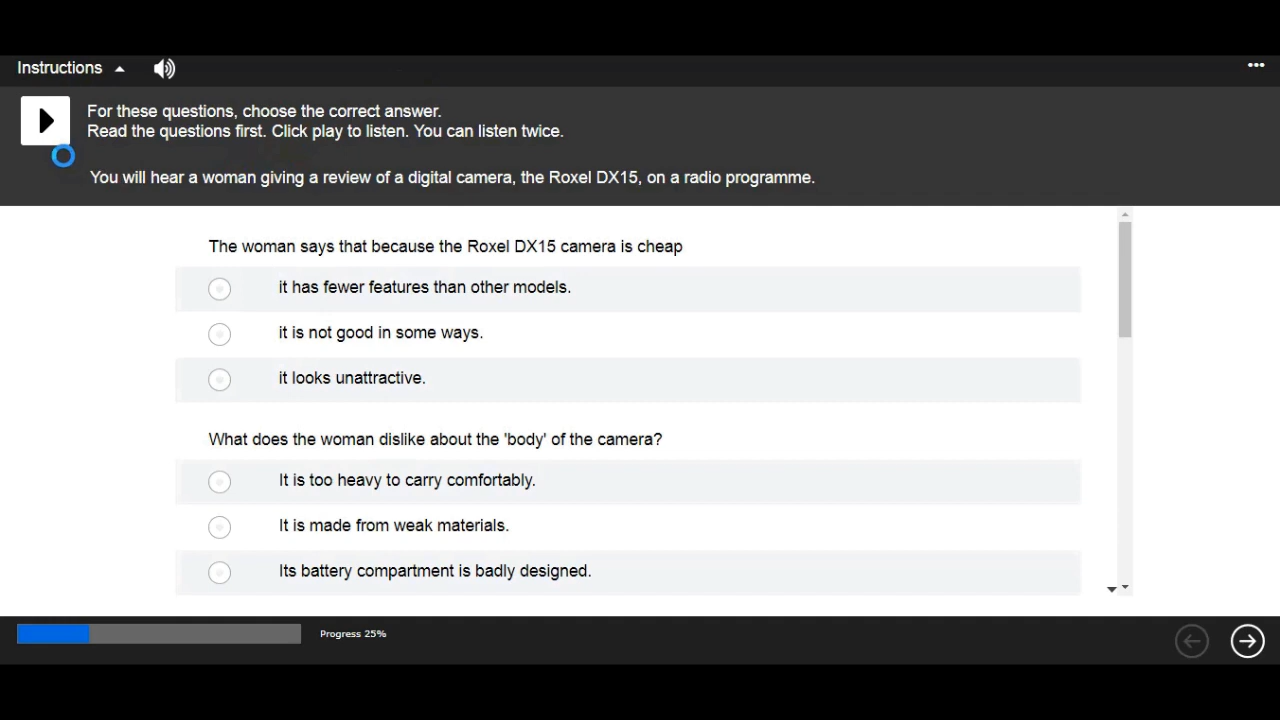 Instructions
For these questions, choose the correct answer.
Read the questions first. Click play to listen. You can listen twice.
You will hear a woman giving a review of a digital camera, the Roxel DX15, on a radio programme.
The woman says that because the Roxel DX15 camera is cheap
it has fewer features than other models.
it is not good in some ways.
it looks unattractive.
What does the woman dislike about the 'body' of the camera?
It is too heavy to carry comfortably.
It is made from weak materials.
Its battery compartment is badly designed.
Progress 25%